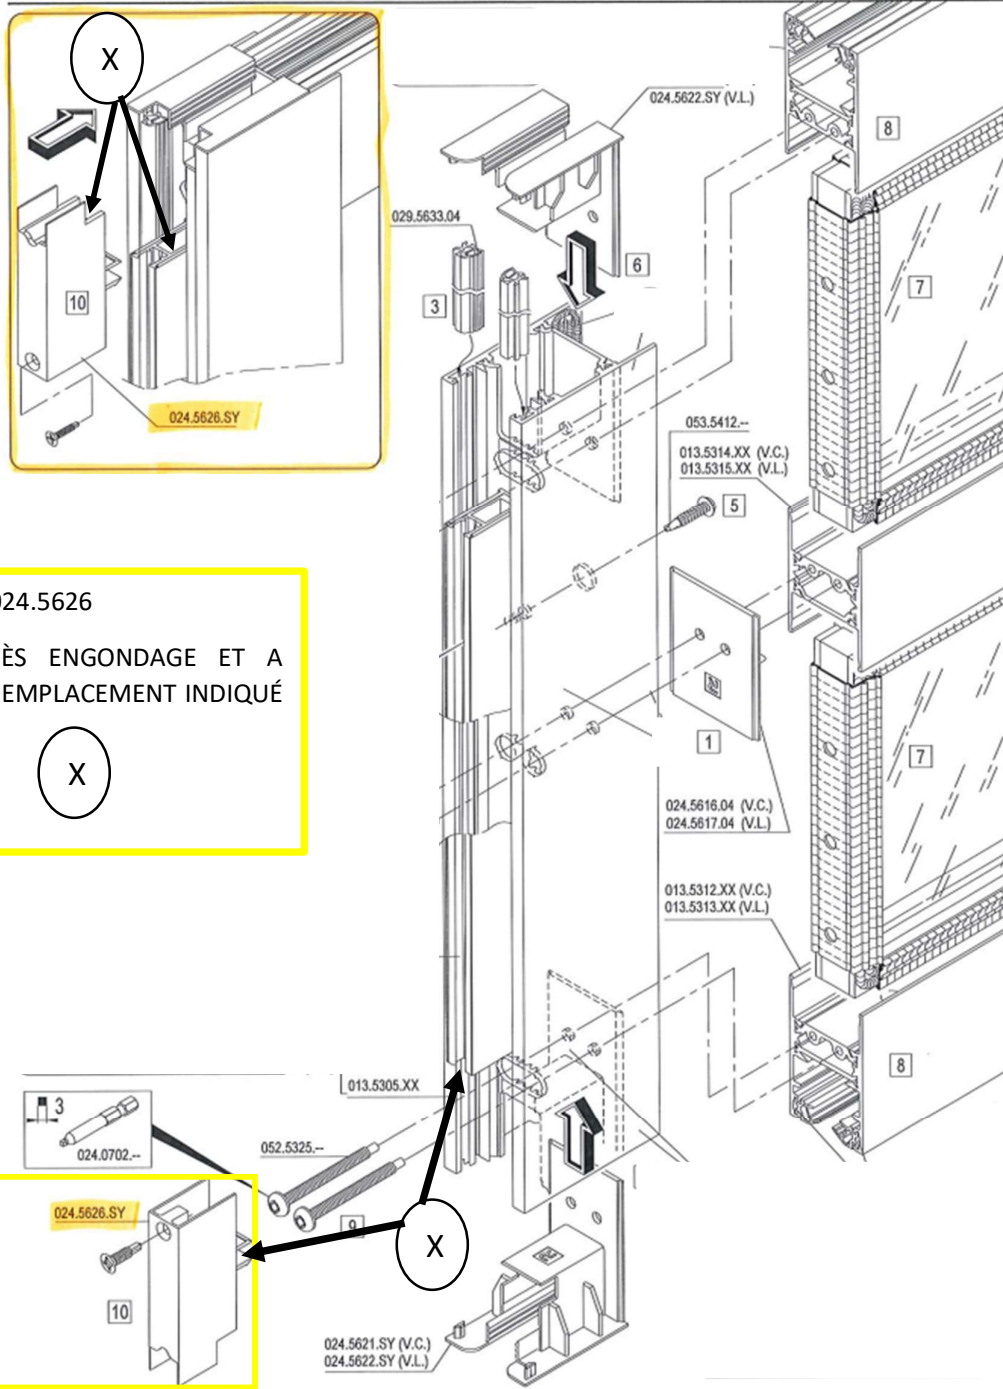 X
024.5622.SY (V.L.)
8
029.5633.04
6
7
3
10
024.5626.SY
053.5412.--
013.5314.XX (V.C.)
013.5315.XX (V.L.)
5
024.5626
ÈS ENGONDAGE ET A
EMPLACEMENT INDIQUÉ
X
1
7
024.5616.04 (V.C.)
024.5617.04 (V.L.)
013.5312.XX (V.C.)
013.5313.XX (V.L.)
8
013.5305.XX
3
024.0702.--
052.5325.--
024.5626.SY
9
X
10
024.5621.SY (V.C.)
024.5622.SY (V.L.)